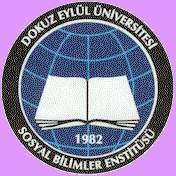 DOKUZ EYLÜL ÜNİVERSİTESİ
1982
SOSYAL BİLİMLER ENSTİTÜSÜ